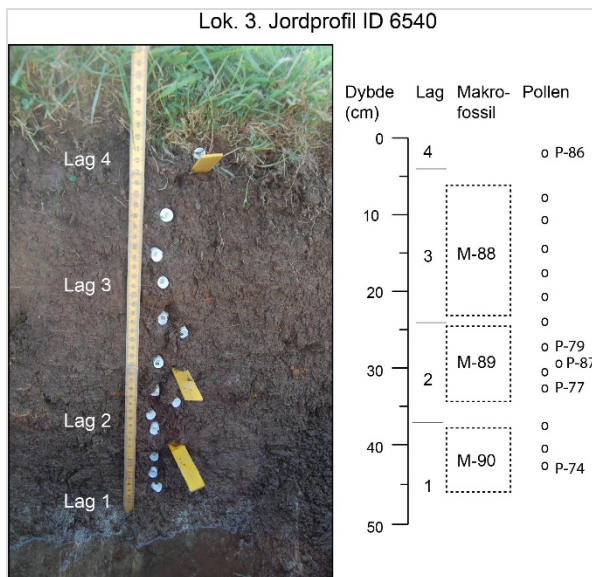 Lok. 3. Jordprofil ID 6540
Lag 4
Lag 3
Lag 2
Lag 1
Dybde (cm)
Lag
Makro-
fossil
Pollen
0
10
20
30
40
50
4
3
2
1
M-88
M-89
M-90
P-86
P-79
P-87
P-77
P-74